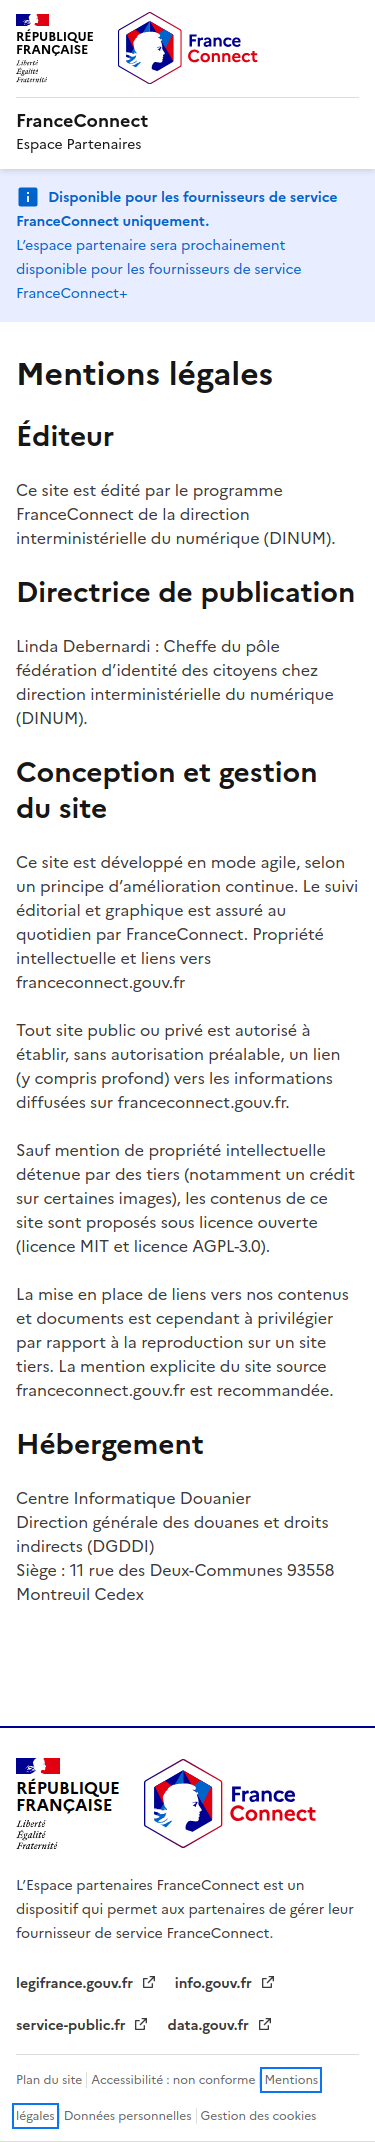 RÉPUBLIQUE
FRANÇAISE
Liberté
Égalité
Fraternité
France
Connect
FranceConnect
Espace Partenaires
Disponible pour les fournisseurs de service
FranceConnect uniquement.
L’espace partenaire sera prochainement
disponible pour les fournisseurs de service
FranceConnect+
Mentions légales
Éditeur
Ce site est édité par le programme
FranceConnect de la direction
interministérielle du numérique (DINUM).
Directrice de publication
Linda Debernardi : Cheffe du pôle
fédération d’identité des citoyens chez
direction interministérielle du numérique
(DINUM).
Conception et gestion
du site
Ce site est développé en mode agile, selon
un principe d’amélioration continue. Le suivi
éditorial et graphique est assuré au
quotidien par FranceConnect. Propriété
intellectuelle et liens vers
franceconnect.gouv.fr
Tout site public ou privé est autorisé à
établir, sans autorisation préalable, un lien
(y compris profond) vers les informations
diffusées sur franceconnect.gouv.fr.
Sauf mention de propriété intellectuelle
détenue par des tiers (notamment un crédit
sur certaines images), les contenus de ce
site sont proposés sous licence ouverte
(licence MIT et licence AGPL-3.0).
La mise en place de liens vers nos contenus
et documents est cependant à privilégier
par rapport à la reproduction sur un site
tiers. La mention explicite du site source
franceconnect.gouv.fr est recommandée.
Hébergement
Centre Informatique Douanier
Direction générale des douanes et droits
indirects (DGDDI)
Siège : 11 rue des Deux-Communes 93558
Montreuil Cedex
RÉPUBLIQUE
FRANÇAISE
Liberté
Égalité
Fraternité
France
Connect
L’Espace partenaires FranceConnect est un
dispositif qui permet aux partenaires de gérer leur
fournisseur de service FranceConnect.
legifrance.gouv.fr info.gouv.fr
service-public.fr data.gouv.fr
Plan du site Accessibilité : non conforme Mentions
légales Données personnelles Gestion des cookies